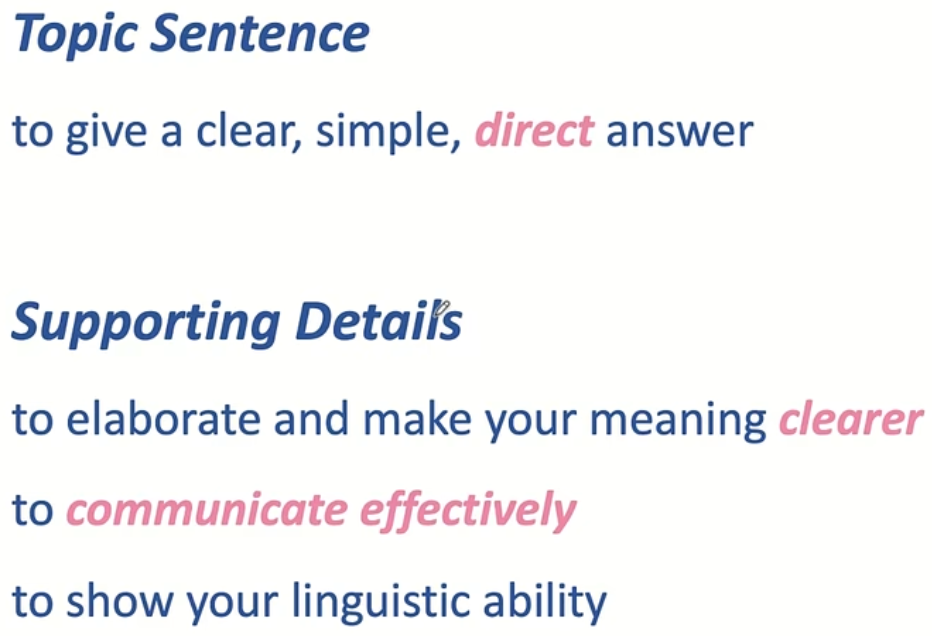 Topic Sentence
to give a clear, simple, direct answer
Supporting Details
to elaborate and make your meaning clearer
to communicate effectively
to show your linguistic ability